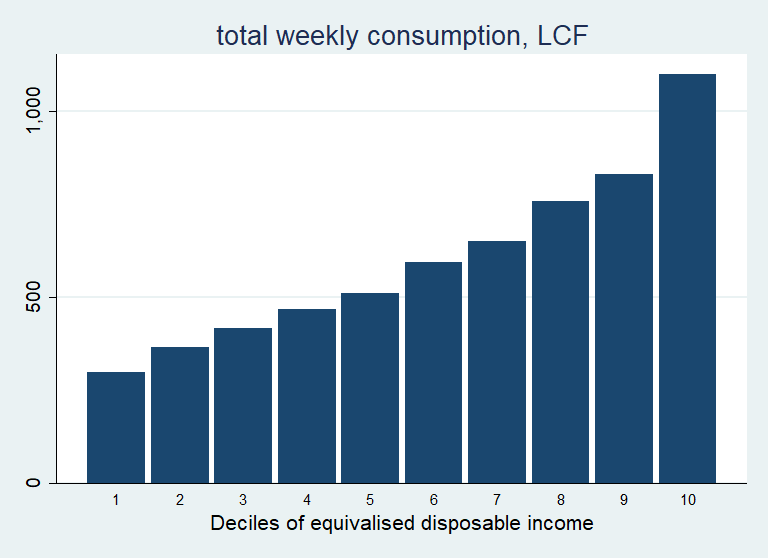 total weekly consumption, LCF
1,000
500
0
1 2 3 4 5 6 7 8 9 10
Deciles of equivalised disposable income